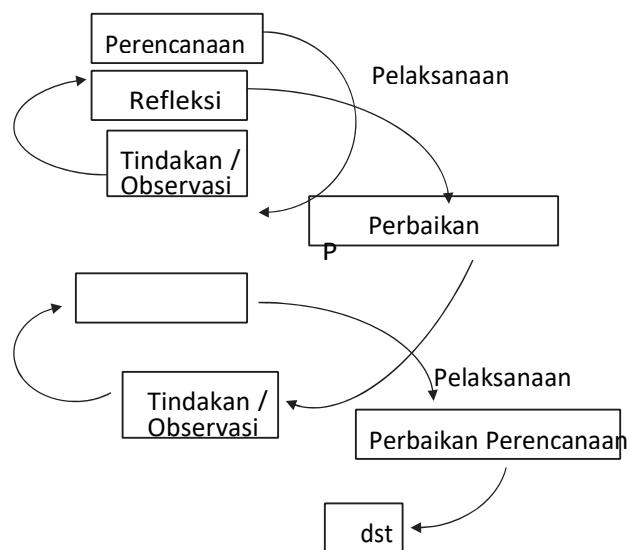 Perencanaan
Pelaksanaan
Refleksi
Tindakan /
Observasi
Perbaikan
P
Pelaksanaan
Tindakan /
Observasi
Perbaikan Perencanaan
dst